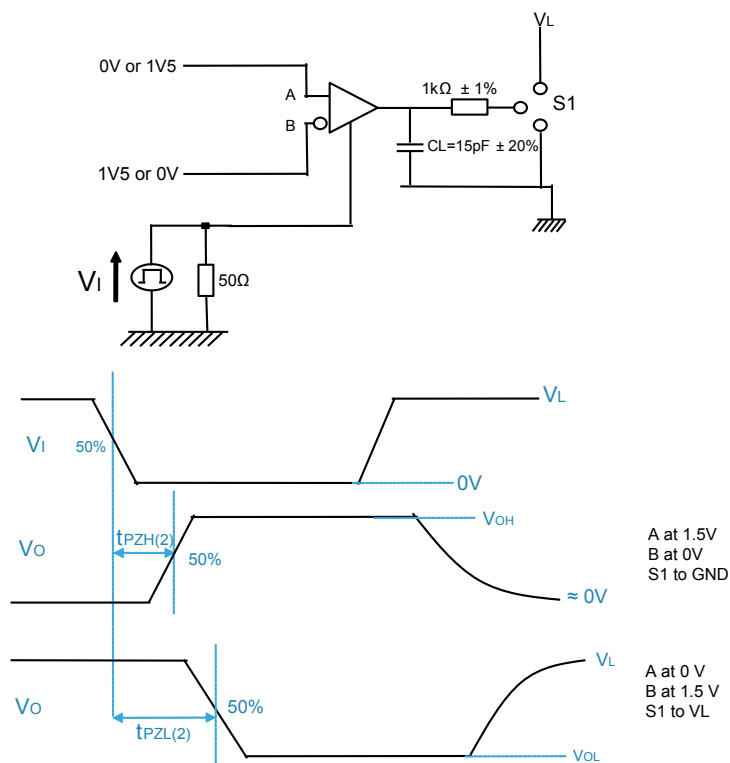 VL
0V or 1V5
A
1kΩ ± 1%
S1
B
CL=15pF ± 20%
1V5 or 0V
VI
50Ω
VL
VI
50%
0V
VOH
tPZH(2)
VO
50%
≈ 0V
A at 1.5V
B at 0V
S1 to GND
VL
VO
50%
tPZL(2)
VOL
A at 0 V
B at 1.5 V
S1 to VL